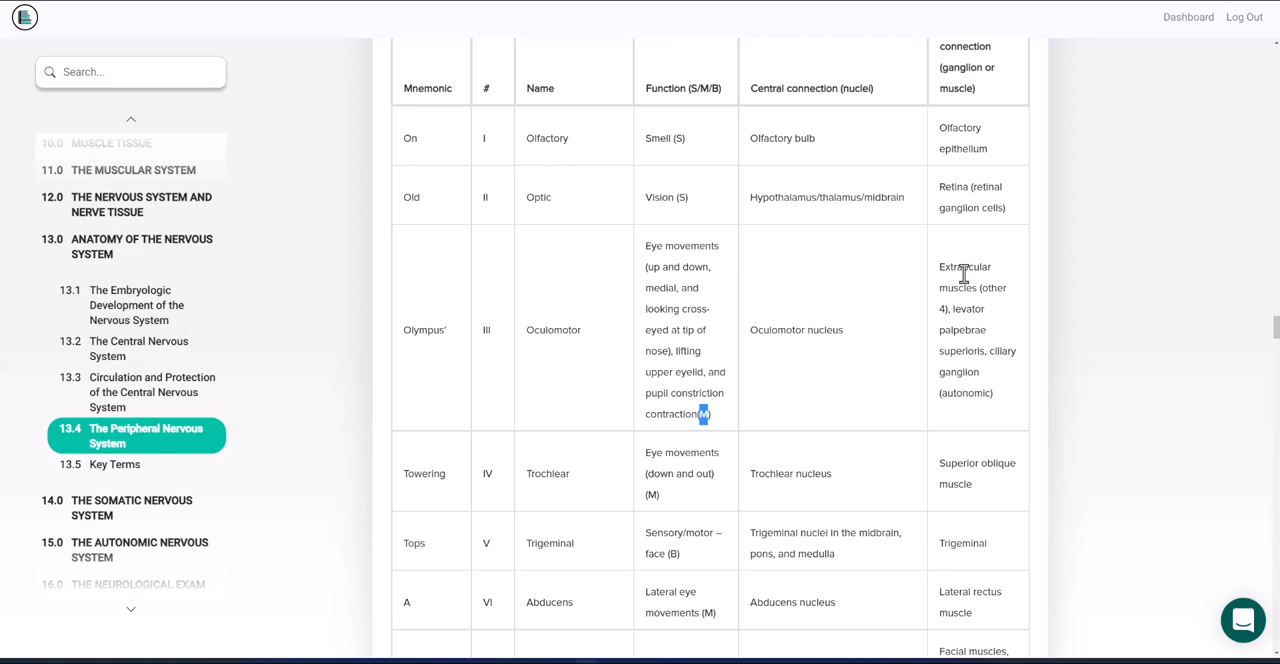 Dashboard Log Out
Search...
10.0 MUSCLE TISSUE
11.0 THE MUSCULAR SYSTEM
12.0 THE NERVOUS SYSTEM AND
NERVE TISSUE
13.0 ANATOMY OF THE NERVOUS
SYSTEM
13.1 The Embryologic
Development of the
Nervous System
13.2 The Central Nervous
System
13.3 Circulation and Protection
of the Central Nervous
System
13.4 The Peripheral Nervous
System
13.5 Key Terms
14.0 THE SOMATIC NERVOUS
SYSTEM
15.0 THE AUTONOMIC NERVOUS
SYSTEM
16.0 THE NEUROLOGICAL EXAM
connection
(ganglion or
Mnemonic # Name Function (S/M/B) Central connection (nuclei) muscle)
On I Olfactory Smell (S) Olfactory bulb
Olfactory
epithelium
Old II Optic Vision (S) Hypothalamus/thalamus/midbrain
Retina (retinal
ganglion cells)
Olympus' III Oculomotor
Eye movements
(up and down,
medial, and
looking cross-
eyed at tip of
nose), lifting
upper eyelid, and
pupil constriction
contraction(M)
Oculomotor nucleus
Extraocular
muscles (other
4), levator
palpebrae
superioris, ciliary
ganglion
(autonomic)
Towering IV Trochlear
Eye movements
(down and out)
(M)
Trochlear nucleus
Superior oblique
muscle
Tops V Trigeminal
Sensory/motor –
face (B)
Trigeminal nuclei in the midbrain,
pons, and medulla
Trigeminal
A VI Abducens
Lateral eye
movements (M)
Abducens nucleus
Lateral rectus
muscle
Facial muscles,